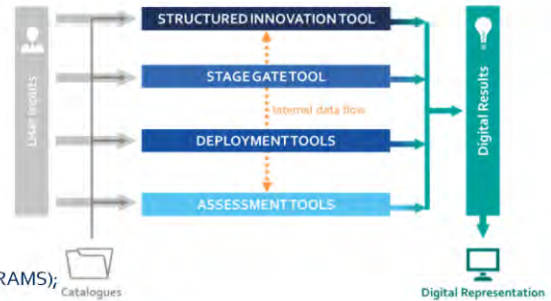 STRUCTURED INNOVATION TOOL
User Inputs
STAGE GATE TOOL
Internal data flow
Digital Results
DEPLOYMENT TOOLS
ASSESSMENT TOOLS
RAMS);
Catalogues
Digital Representation